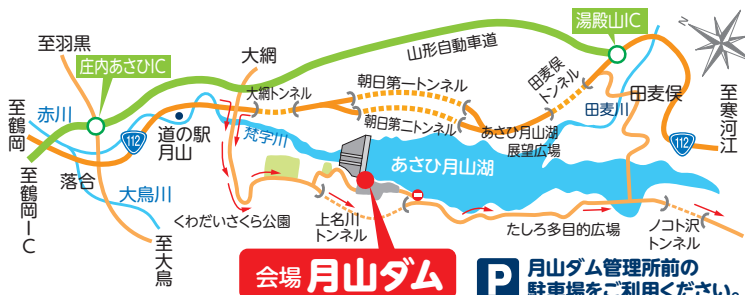 湯殿山IC
N
至羽黒
大網
山形自動車道
庄内あさひIC
朝日第一トンネル
田麦俣
トンネル
大網トンネル
田麦俣
至鶴岡
赤川
112
道の駅
月山
梵字川
朝日第二トンネル
あさひ月山湖
展望広場
田麦川
112
至寒河江
あさひ月山湖
落合
至鶴岡IC
大鳥川
至大鳥
くわだいさくら公園
上名川
トンネル
たしろ多目的広場
ノコト沢
トンネル
会場 月山ダム
P 月山ダム管理所前の
駐車場をご利用ください。